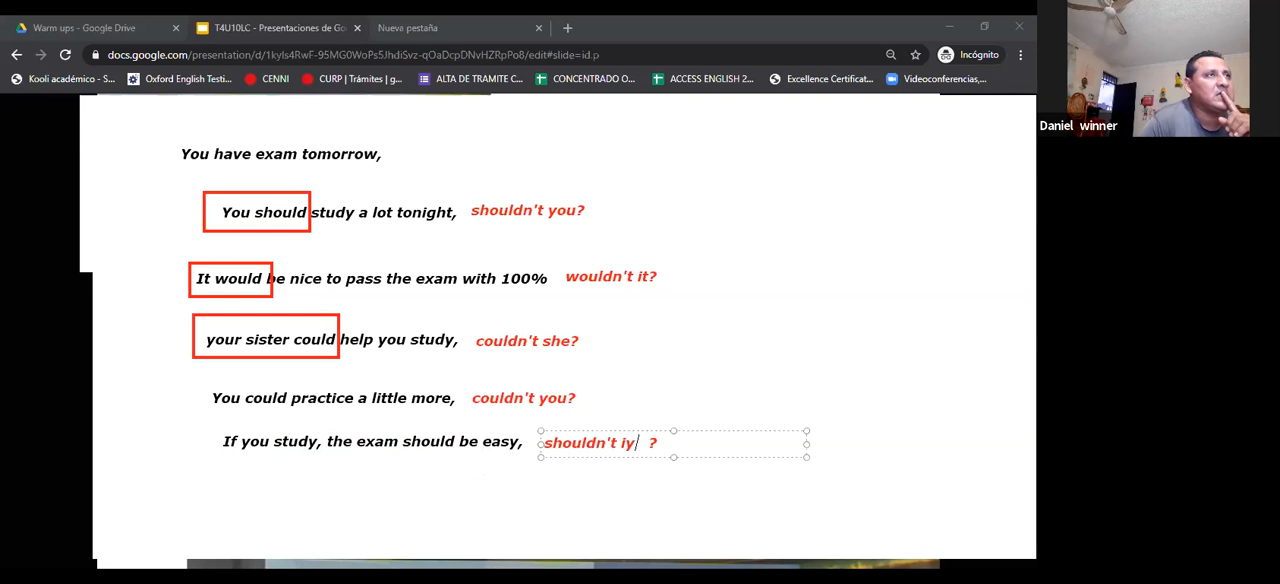 Warm ups - Google Drive T4U10LC - Presentaciones de Go Nueva pestaña
docs.google.com/presentation/d/1kyls4RwF-95MG0WoPs5JhdiSvz-qOaDcpDNvHZRpPo8/edit#slide=id.p Incógnito
Kooli académico - S... Oxford English Testi... CENNI CURP | Trámites | g... ALTA DE TRAMITE C... CONCENTRADO O... ACCESS ENGLISH 2... Excellence Certificat... Videoconferencias,...
Daniel winner
You have exam tomorrow,
You should study a lot tonight, shouldn't you?
It would be nice to pass the exam with 100% wouldn't it?
your sister could help you study, couldn't she?
You could practice a little more, couldn't you?
If you study, the exam should be easy, shouldn't iy ?